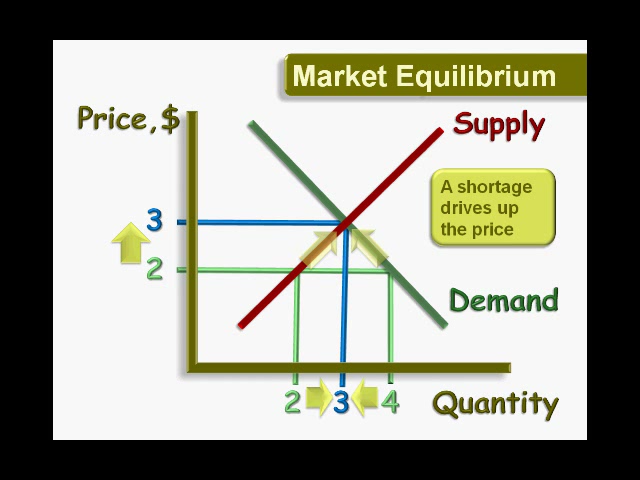 Market Equilibrium
Price,$
Supply
A shortage
drives up
the price
3
2
Demand
2 3 4
Quantity